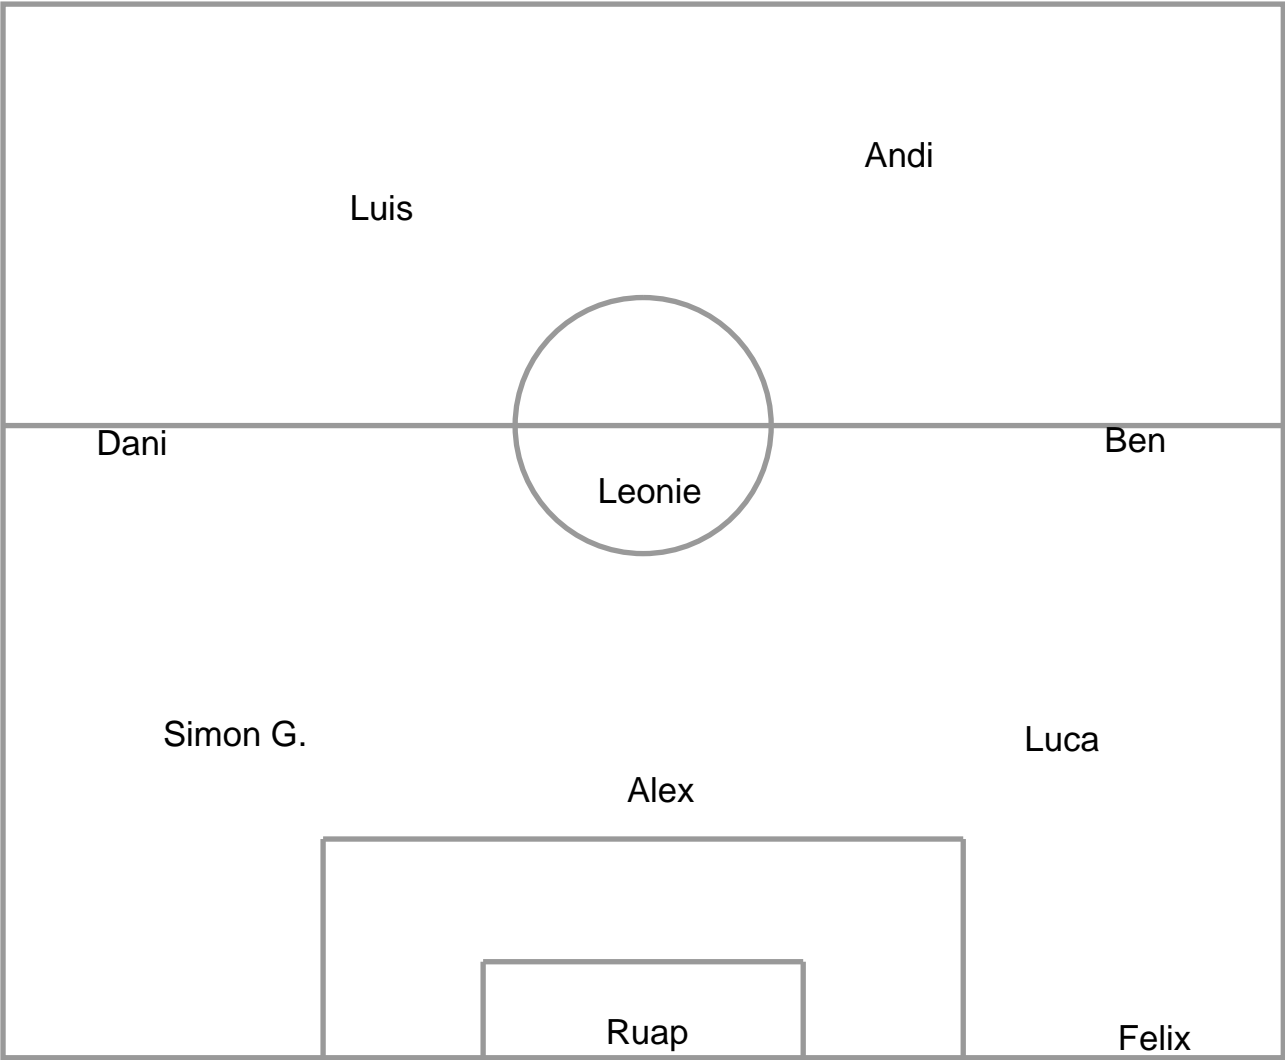 Andi
Luis
Dani
Ben
Leonie
Simon G.
Luca
Alex
Ruap
Felix